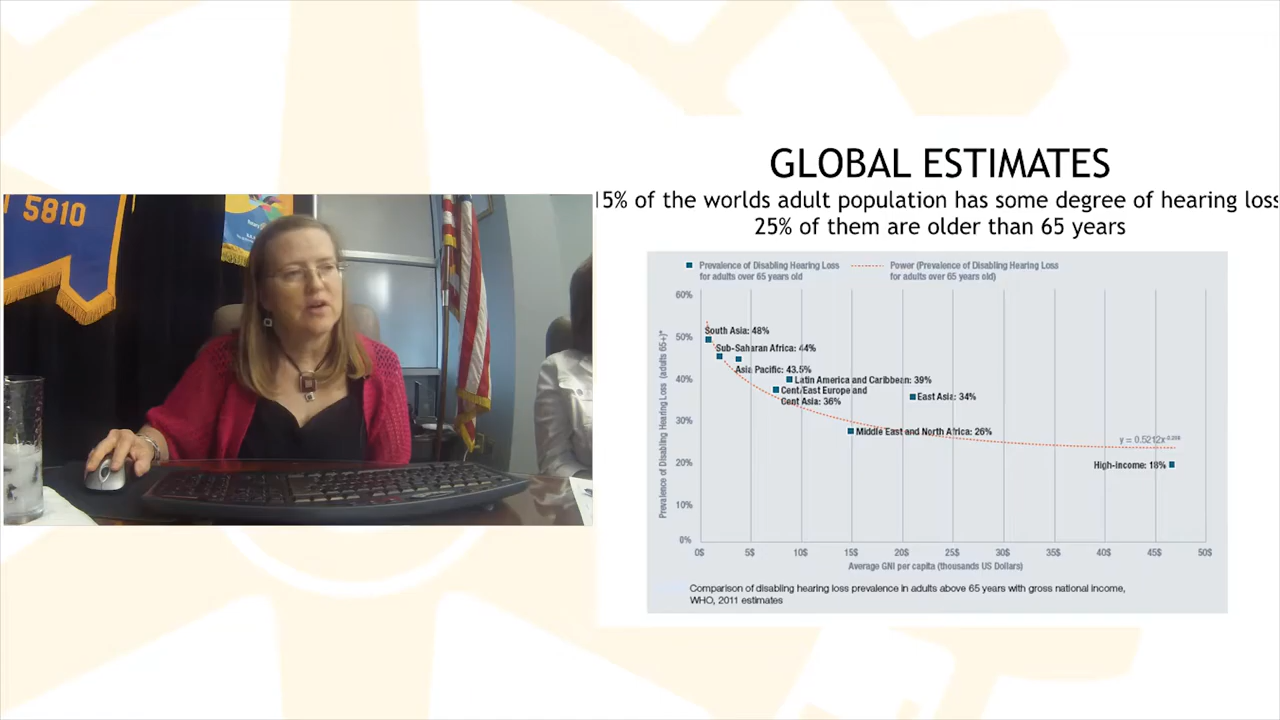 5810
GLOBAL ESTIMATES
15% of the worlds adult population has some degree of hearing loss
25% of them are older than 65 years
Prevalence of Disabling Hearing Loss
for adults over 65 years old
Power (Prevalence of Disabling Hearing Loss
for adults over 65 years old)
Prevalence of Disabling Hearing Loss (adults 65+)*
60%
50%
40%
30%
20%
10%
0%
South Asia: 48%
Sub-Saharan Africa: 44%
Asia Pacific: 43.5%
Latin America and Caribbean: 39%
Cent/East Europe and
Cent Asia: 36%
East Asia: 34%
Middle East and North Africa: 26%
y = 0.5212x
High-income: 18%
0$ 5$ 10$ 15$ 20$ 25$ 30$ 35$ 40$ 45$ 50$
Average GNI per capita (thousands US Dollars)
Comparison of disabling hearing loss prevalence in adults above 65 years with gross national income,
WHO, 2011 estimates